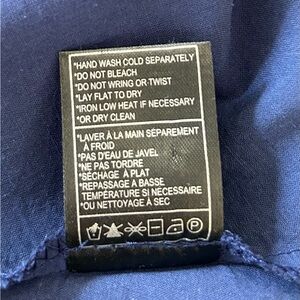 *HAND WASH COLD SEPARATELY
*DO NOT BLEACH
*DO NOT WRING OR TWIST
*LAY FLAT TO DRY
*IRON LOW HEAT IF NECESSARY
*OR DRY CLEAN
*LAVER À LA MAIN SÉPARÉMENT
À FROID
*PAS D'EAU DE JAVEL
*NE PAS TORDRE
*SÉCHAGE À PLAT
*REPASSAGE A BASSE
TEMPÉRATURE SI NECESSAIRE
*OU NETTOYAGE À SEC